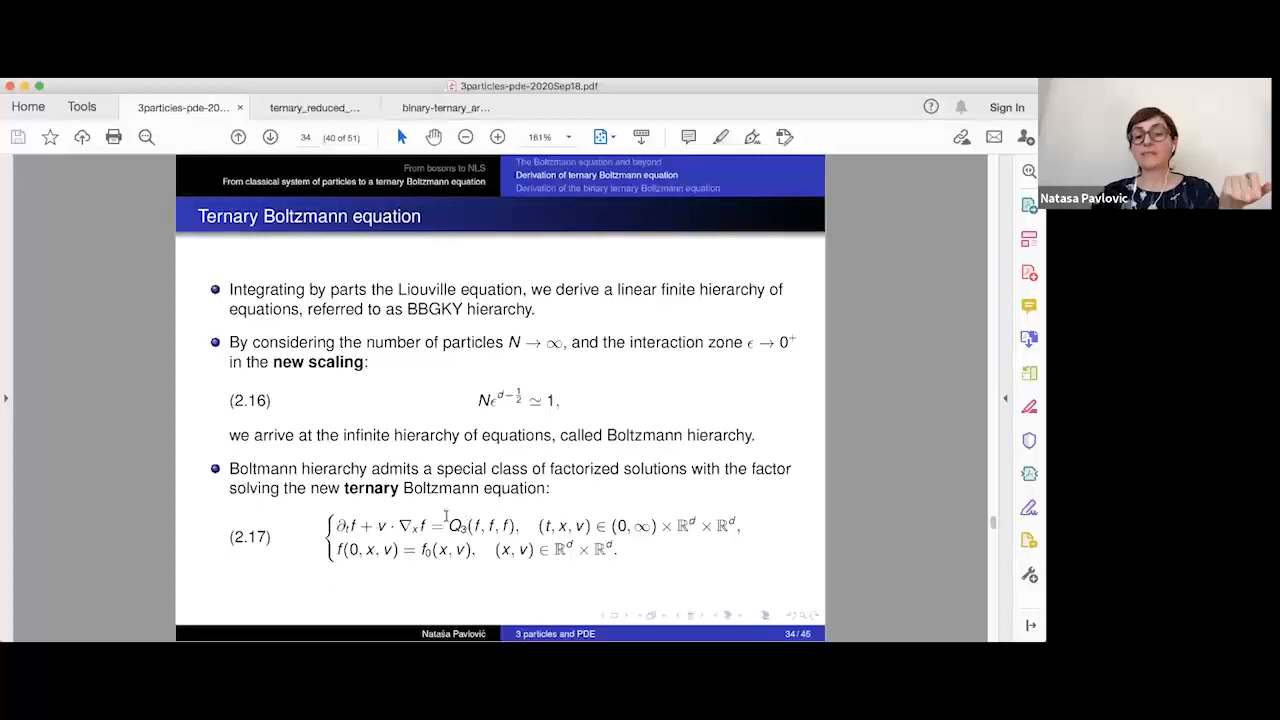 3particles-pde-2020Sep18.pdf
Home Tools 3particles-pde-20... × ternary_reduced_... binary-ternary_ar... Sign In
34 (40 of 51) 161%
From bosons to NLS
From classical system of particles to a ternary Boltzmann equation
The Boltzmann equation and beyond
Derivation of ternary Boltzmann equation
Derivation of the binary ternary Boltzmann equation
Natasa Pavlovic
Ternary Boltzmann equation
Integrating by parts the Liouville equation, we derive a linear finite hierarchy of
equations, referred to as BBGKY hierarchy.
By considering the number of particles N → ∞, and the interaction zone ϵ → 0⁺
in the new scaling:
(2.16) Nϵ^{d−1/2} ≃ 1,
we arrive at the infinite hierarchy of equations, called Boltzmann hierarchy.
Boltmann hierarchy admits a special class of factorized solutions with the factor
solving the new ternary Boltzmann equation:
(2.17) { ∂ₜf + v · ∇ₓf = Q₃(f, f, f), (t, x, v) ∈ (0, ∞) × ℝᵈ × ℝᵈ,
f(0, x, v) = f₀(x, v), (x, v) ∈ ℝᵈ × ℝᵈ.
Nataša Pavlović 3 particles and PDE 34 / 45